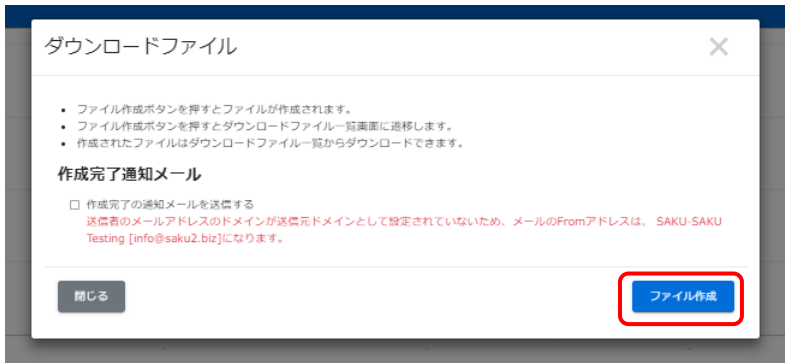 ダウンロードファイル
ファイル作成ボタンを押すとファイルが作成されます。
ファイル作成ボタンを押すとダウンロードファイル一覧画面に遷移します。
作成されたファイルはダウンロードファイル一覧からダウンロードできます。
作成完了通知メール
作成完了の通知メールを送信する
送信者のメールアドレスのドメインが送信元ドメインとして設定されていないため、メールのFromアドレスは、 SAKU-SAKU
Testing [info@saku2.biz]になります。
閉じる
ファイル作成